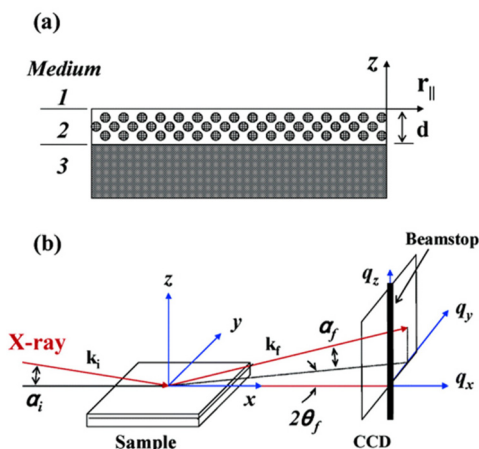 (a)
Medium
z
1
r||
2
d
3
(b)
Beamstop
z
qz
qy
y
αf
X-ray
ki
kf
αi
x
qx
2θf
Sample
CCD